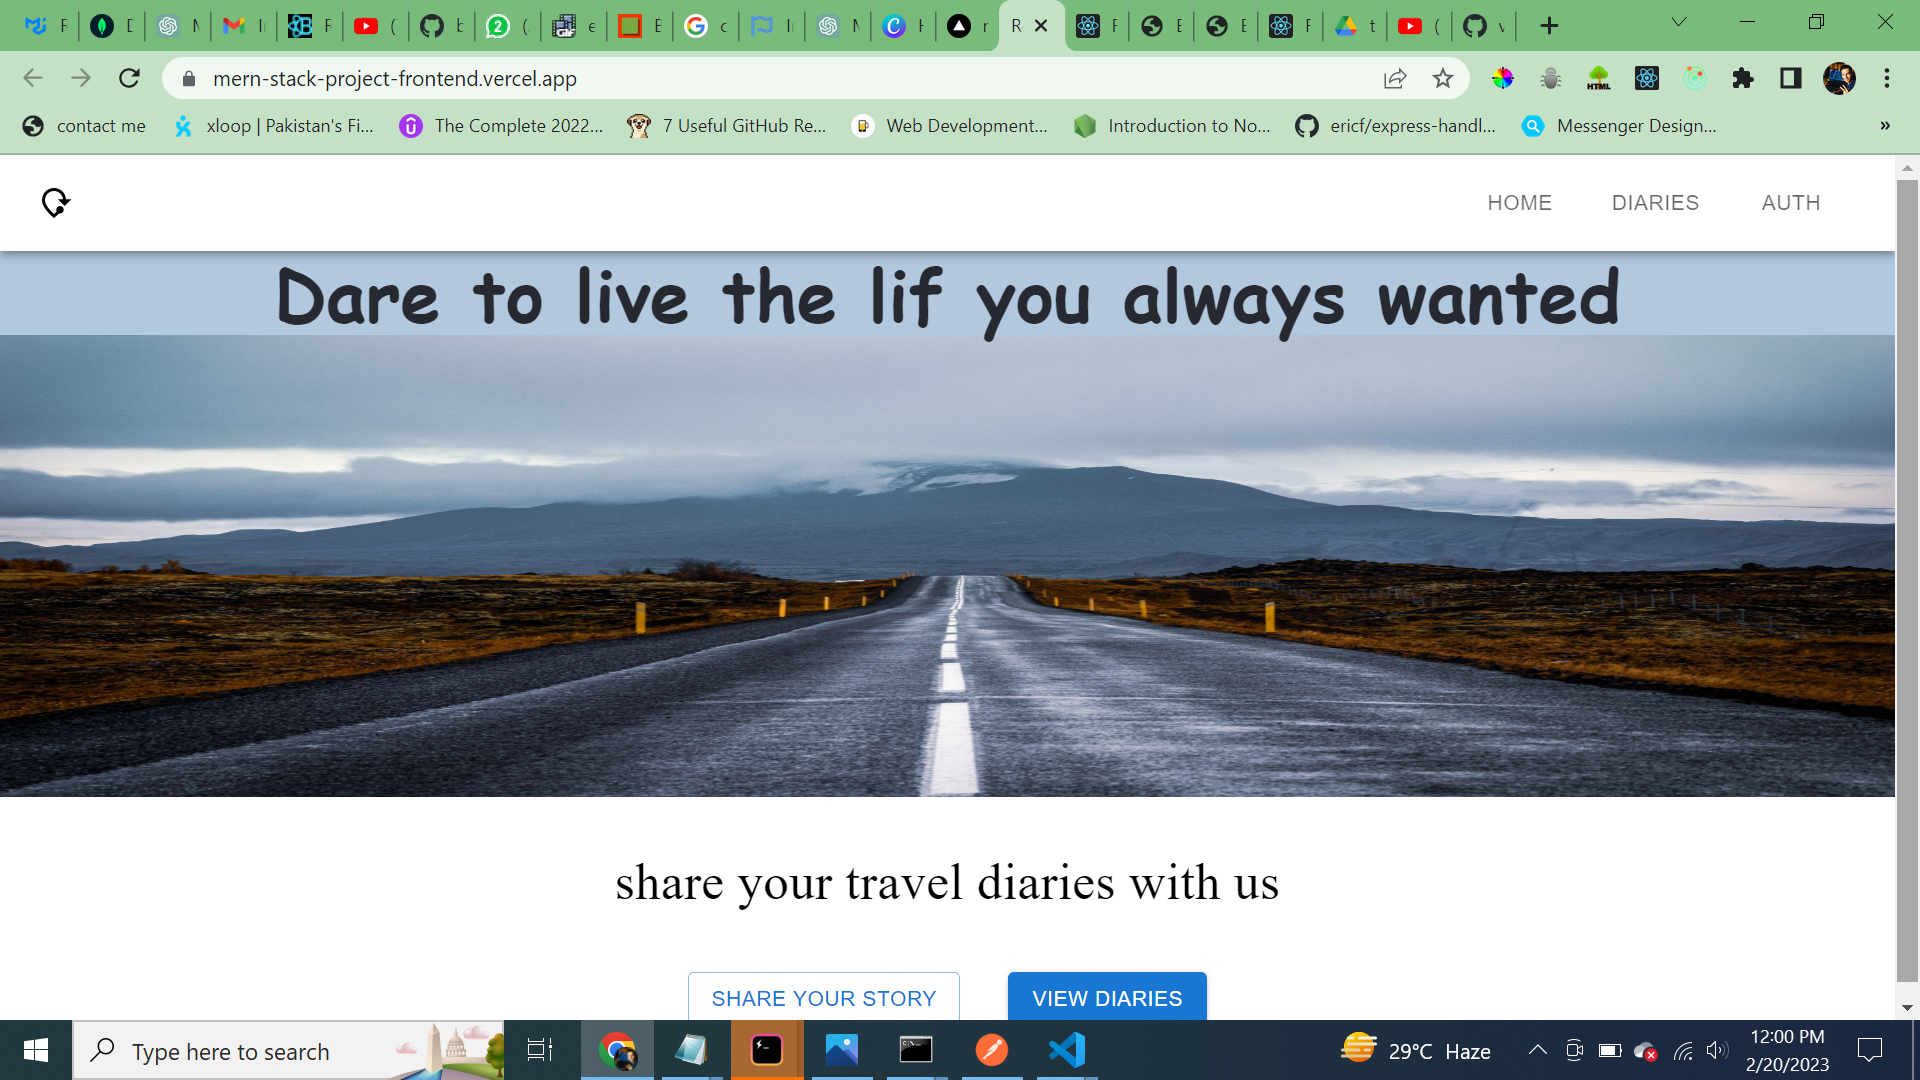 mern-stack-project-frontend.vercel.app
contact me
xloop | Pakistan's Fi...
The Complete 2022...
7 Useful GitHub Re...
Web Development...
Introduction to No...
ericf/express-handl...
Messenger Design...
»
HOME
DIARIES
AUTH
Dare to live the lif you always wanted
share your travel diaries with us
SHARE YOUR STORY
VIEW DIARIES
Type here to search
29°C Haze
12:00 PM
2/20/2023